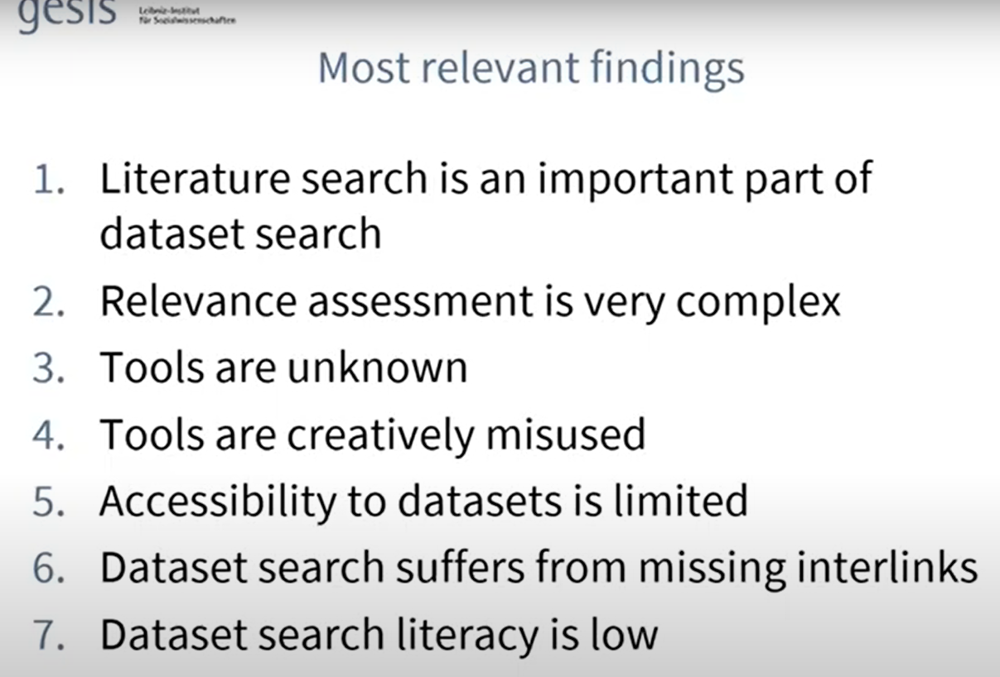 gesis Leibniz-Institut
für Sozialwissenschaften
Most relevant findings
1. Literature search is an important part of
dataset search
2. Relevance assessment is very complex
3. Tools are unknown
4. Tools are creatively misused
5. Accessibility to datasets is limited
6. Dataset search suffers from missing interlinks
7. Dataset search literacy is low